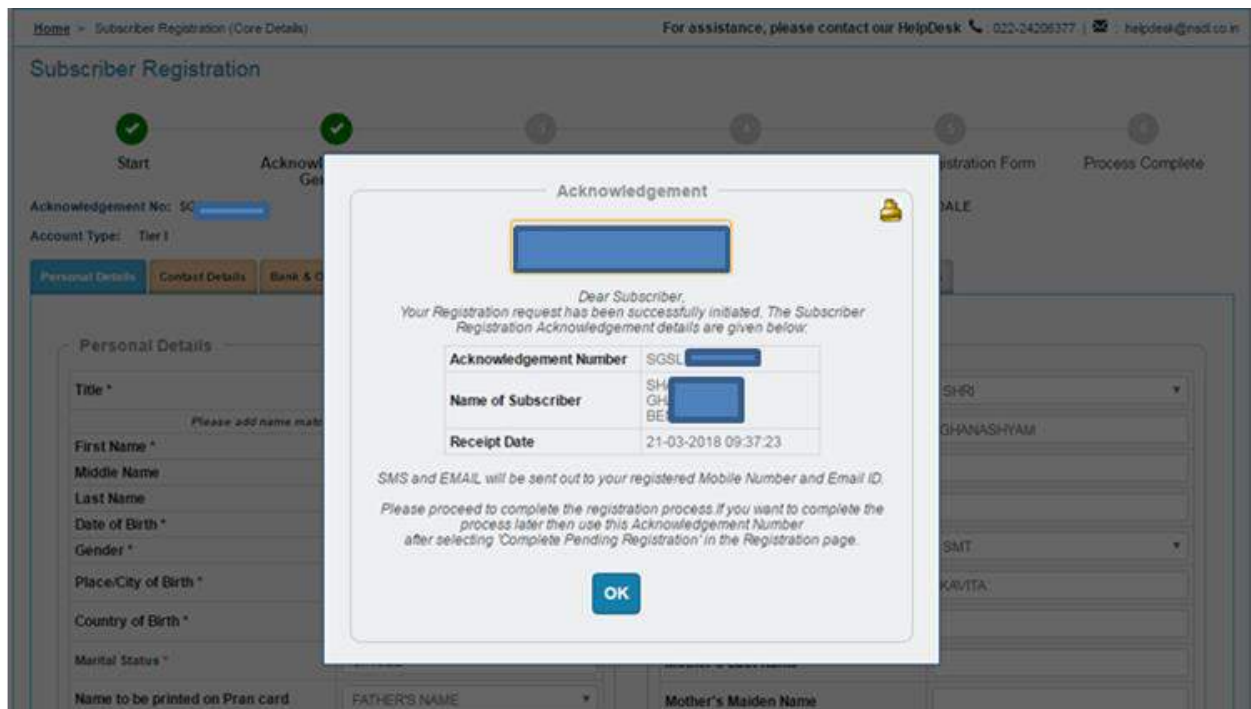 Home > Subscriber Registration (Core Details)
For assistance, please contact our HelpDesk : 022-24206377 | : helpdesk@nsdl.co.in
Subscriber Registration
Start
Process Complete
Acknowledgement No:
Account Type: Tier I
Personal Details Contact Details
Personal Details
Title *
SHRI
Please add name
First Name *
GHANASHYAM
Middle Name
Last Name
Date of Birth *
Gender *
SMT
Place/City of Birth *
KAVITA
Country of Birth *
Marital Status *
Name to be printed on Pran card FATHER'S NAME
Mother's Maiden Name
Acknowledgement
Dear Subscriber,
Your Registration request has been successfully initiated. The Subscriber
Registration Acknowledgement details are given below:
Acknowledgement Number SGSL
Name of Subscriber
Receipt Date 21-03-2018 09:37:23
SMS and EMAIL will be sent out to your registered Mobile Number and Email ID.
Please proceed to complete the registration process.If you want to complete the
process later then use this Acknowledgement Number
after selecting 'Complete Pending Registration' in the Registration page.
OK